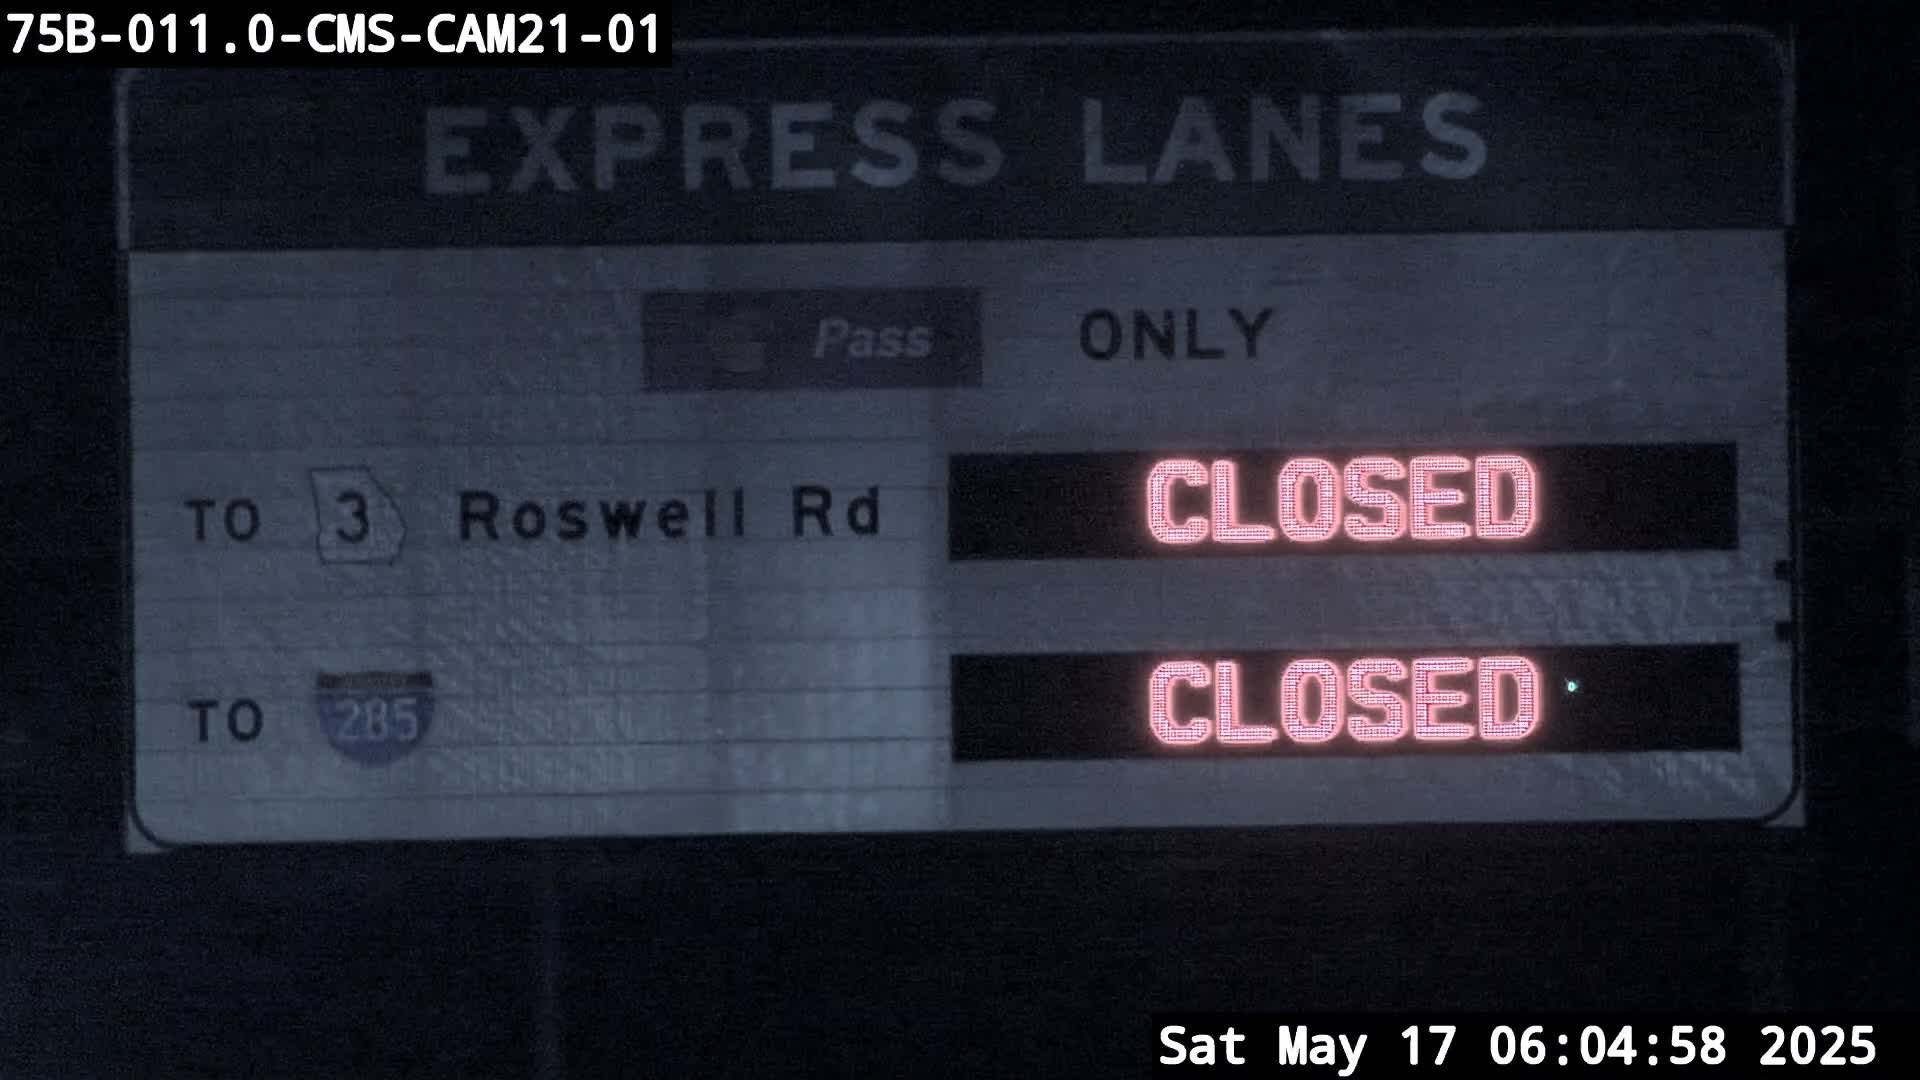 75B-011.0-CMS-CAM21-01
EXPRESS LANES
Pass ONLY
TO 3 Roswell Rd CLOSED
TO 285 CLOSED
Sat May 17 06:04:58 2025